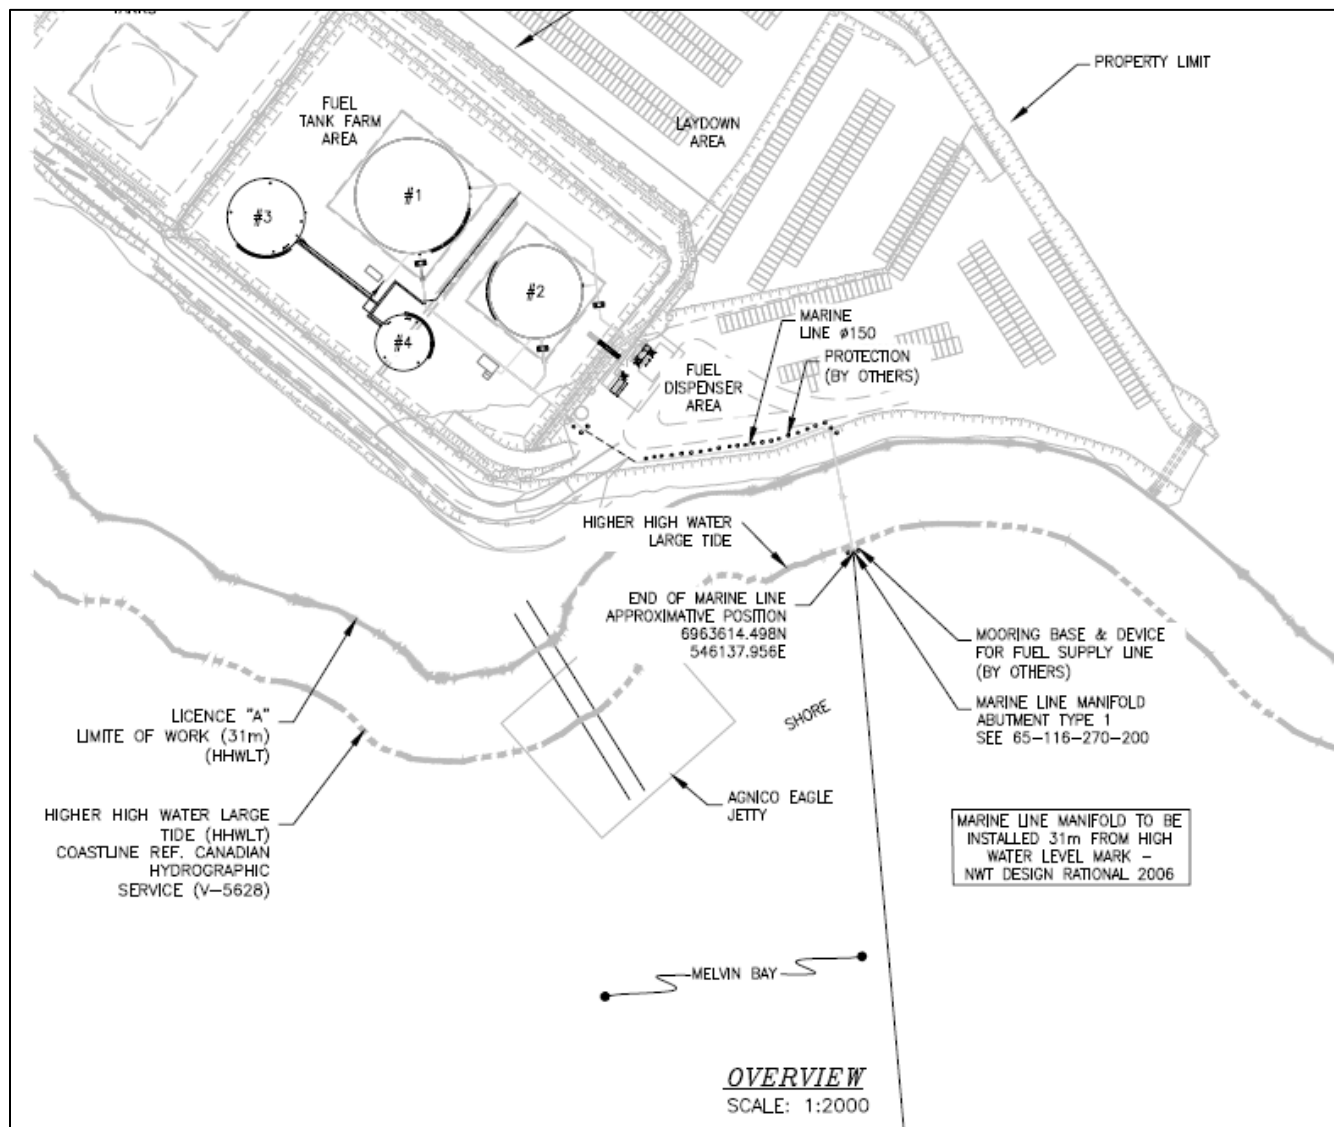 TANKS
PROPERTY LIMIT
FUEL
TANK FARM
AREA
LAYDOWN
AREA
#1
#3
#2
#4
MARINE
LINE ø150
PROTECTION
(BY OTHERS)
FUEL
DISPENSER
AREA
HIGHER HIGH WATER
LARGE TIDE
END OF MARINE LINE
APPROXIMATIVE POSITION
6963614.498N
546137.956E
MOORING BASE & DEVICE
FOR FUEL SUPPLY LINE
(BY OTHERS)
MARINE LINE MANIFOLD
ABUTMENT TYPE 1
SEE 65-116-270-200
SHORE
LICENCE "A"
LIMITE OF WORK (31m)
(HHWLT)
AGNICO EAGLE
JETTY
HIGHER HIGH WATER LARGE
TIDE (HHWLT)
COASTLINE REF. CANADIAN
HYDROGRAPHIC
SERVICE (V-5628)
MARINE LINE MANIFOLD TO BE
INSTALLED 31m FROM HIGH
WATER LEVEL MARK -
NWT DESIGN RATIONAL 2006
MELVIN BAY
OVERVIEW
SCALE: 1:2000